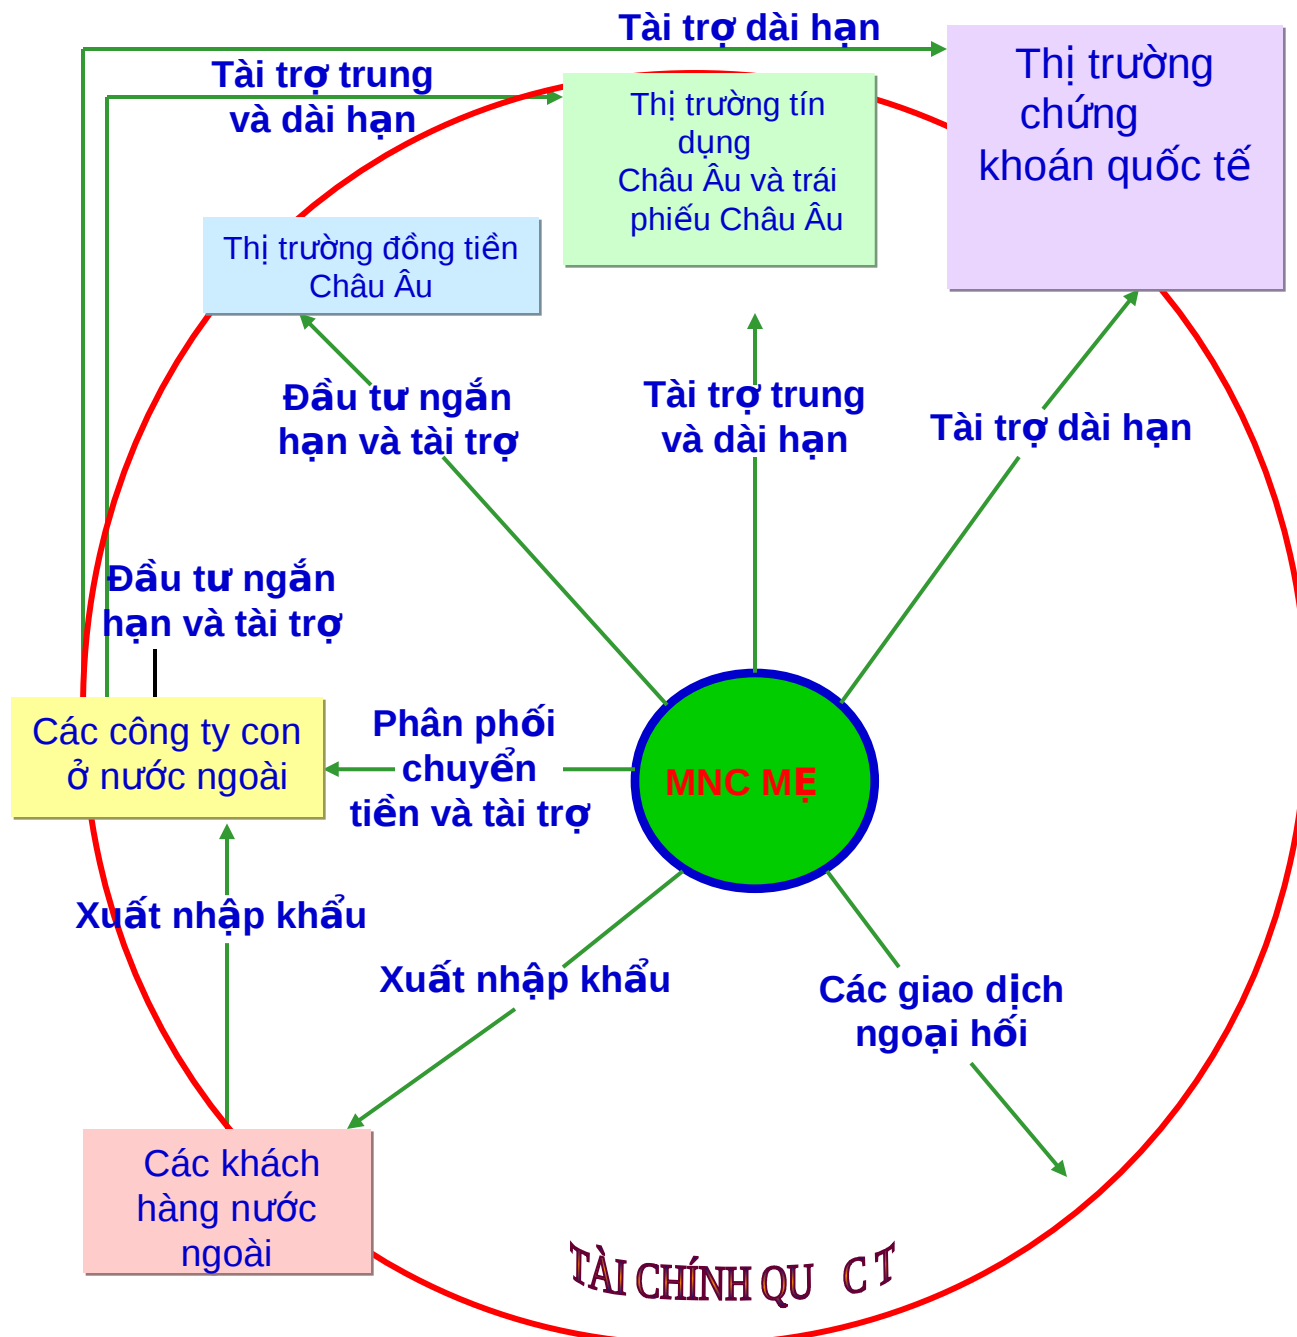 Tài trợ dài hạn
Tài trợ trung
và dài hạn
Thị trường
chứng
khoán quốc tế
Thị trường tín
dụng
Châu Âu và trái
phiếu Châu Âu
Thị trường đồng tiền
Châu Âu
Đầu tư ngắn
hạn và tài trợ
Tài trợ trung
và dài hạn
Tài trợ dài hạn
Đầu tư ngắn
hạn và tài trợ
Các công ty con
ở nước ngoài
Phân phối
chuyển
tiền và tài trợ
MNC MẸ
Xuất nhập khẩu
Xuất nhập khẩu
Các giao dịch
ngoại hối
Các khách
hàng nước
ngoài
TÀI CHÍNH QU C T